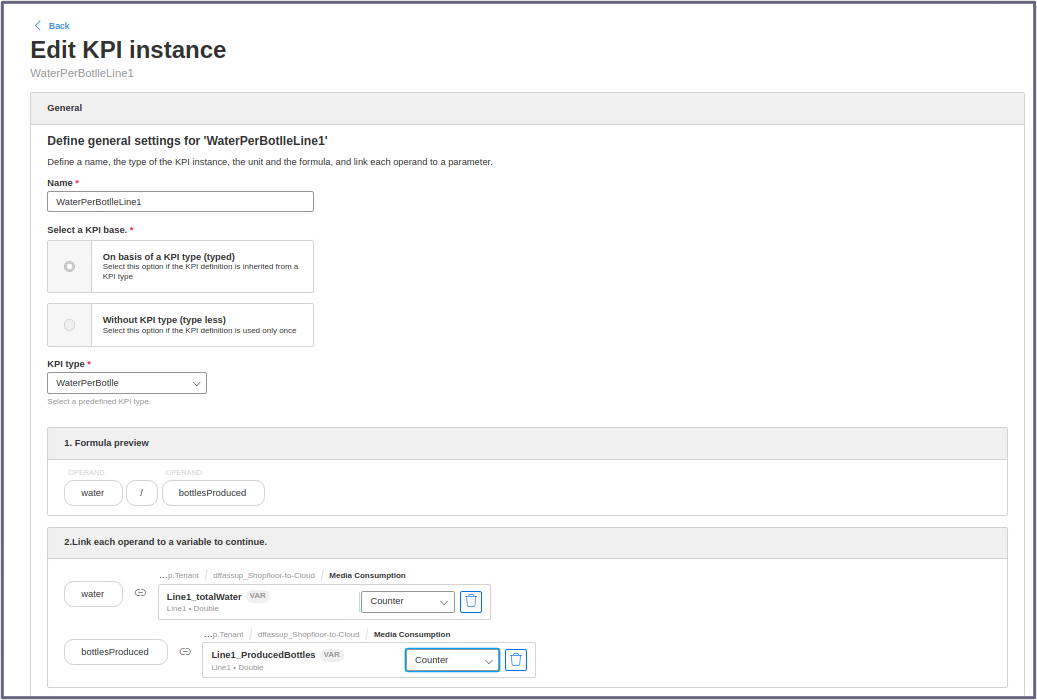 Back
Edit KPI instance
WaterPerBotlleLine1
General
Define general settings for 'WaterPerBotlleLine1'
Define a name, the type of the KPI instance, the unit and the formula, and link each operand to a parameter.
Name *
WaterPerBotlleLine1
Select a KPI base. *
On basis of a KPI type (typed)
Select this option if the KPI definition is inherited from a
KPI type
Without KPI type (type less)
Select this option if the KPI definition is used only once
KPI type *
WaterPerBotlle
Select a predefined KPI type.
1. Formula preview
OPERAND OPERAND
water / bottlesProduced
2.Link each operand to a variable to continue.
...p.Tenant / dffassup_Shopfloor-to-Cloud / Media Consumption
water Line1_totalWater VAR Counter
Line1 • Double
...p.Tenant / dffassup_Shopfloor-to-Cloud / Media Consumption
bottlesProduced Line1_ProducedBottles VAR Counter
Line1 • Double